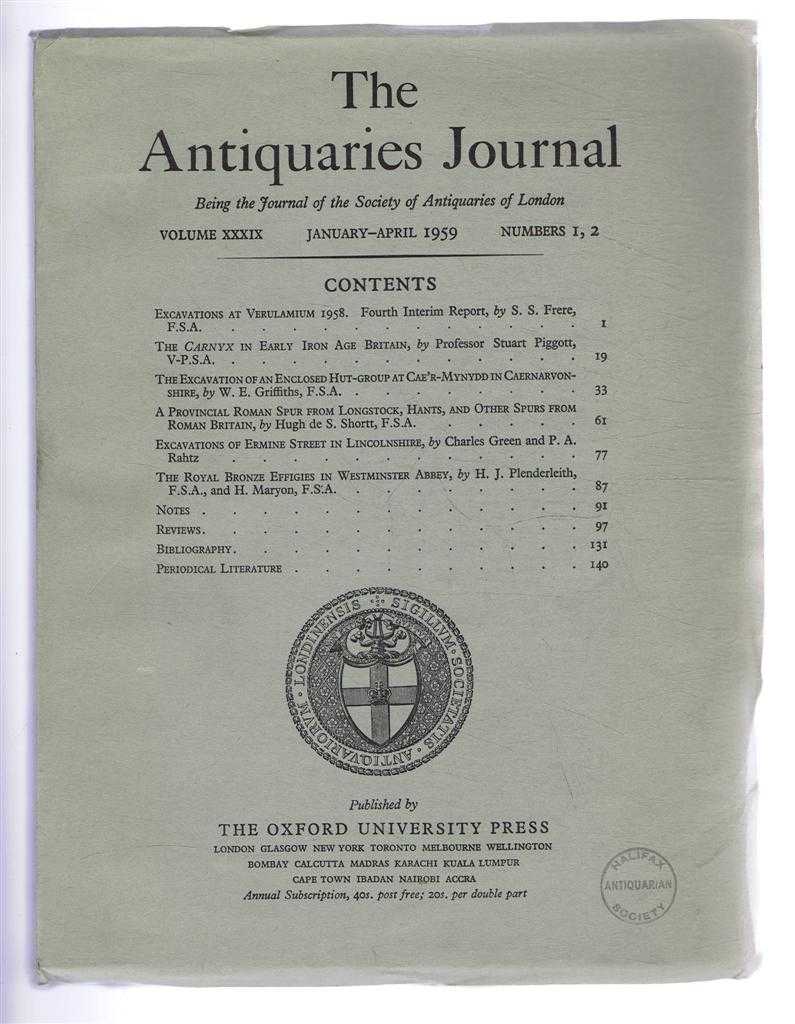 The
Antiquaries Journal
Being the Journal of the Society of Antiquaries of London
VOLUME XXXIX JANUARY–APRIL 1959 NUMBERS 1, 2
CONTENTS
EXCAVATIONS AT VERULAMIUM 1958. Fourth Interim Report, by S. S. Frere,
F.S.A. . . . . . . . . . . . . 1
THE CARNYX IN EARLY IRON AGE BRITAIN, by Professor Stuart Piggott,
V-P.S.A. . . . . . . . . . . . . 19
THE EXCAVATION OF AN ENCLOSED HUT-GROUP AT CAE'R-MYNYDD IN CAERNARVON-
SHIRE, by W. E. Griffiths, F.S.A. . . . . . . . . 33
A PROVINCIAL ROMAN SPUR FROM LONGSTOCK, HANTS, AND OTHER SPURS FROM
ROMAN BRITAIN, by Hugh de S. Shortt, F.S.A. . . . . . 61
EXCAVATIONS OF ERMINE STREET IN LINCOLNSHIRE, by Charles Green and P. A.
Rahtz . . . . . . . . . . . . 77
THE ROYAL BRONZE EFFIGIES IN WESTMINSTER ABBEY, by H. J. Plenderleith,
F.S.A., and H. Maryon, F.S.A. . . . . . . . . 87
NOTES . . . . . . . . . . . . . 91
REVIEWS. . . . . . . . . . . . . 97
BIBLIOGRAPHY. . . . . . . . . . . . 131
PERIODICAL LITERATURE . . . . . . . . . . 140
SIGILLVM · SOCIETATIS · ANTIQVARIORVM · LONDINENSIS
Published by
THE OXFORD UNIVERSITY PRESS
LONDON GLASGOW NEW YORK TORONTO MELBOURNE WELLINGTON
BOMBAY CALCUTTA MADRAS KARACHI KUALA LUMPUR
CAPE TOWN IBADAN NAIROBI ACCRA
Annual Subscription, 40s. post free; 20s. per double part
HALIFAX
ANTIQUARIAN
SOCIETY